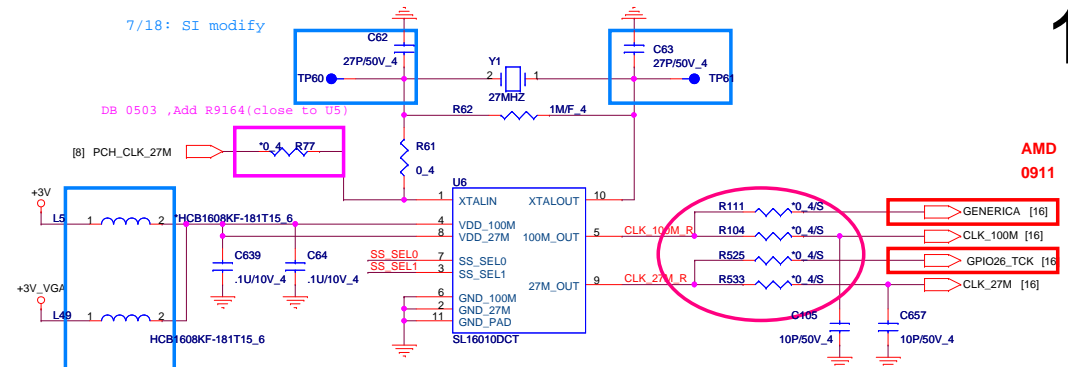 7/18: SI modify
1
C62
27P/50V_4
TP60
Y1
2
1
27MHZ
C63
27P/50V_4
TP61
DB 0503 ,Add R9164(close to U5)
R62
1M/F_4
[8] PCH_CLK_27M
*0_4
R77
R61
0_4
AMD
0911
U6
1
XTALIN
XTALOUT
10
+3V
L5
1
2
*HCB1608KF-181T15_6
4
VDD_100M
8
VDD_27M
100M_OUT
5
CLK_100M_R
R111
*0_4/S
GENERICA [16]
R104
*0_4/S
CLK_100M [16]
C639
.1U/10V_4
C64
.1U/10V_4
SS_SEL0
7
SS_SEL0
SS_SEL1
3
SS_SEL1
R525
*0_4/S
GPIO26_TCK [16
27M_OUT
9
CLK_27M_R
R533
*0_4/S
CLK_27M [16]
+3V_VGA
L49
1
2
HCB1608KF-181T15_6
6
GND_100M
2
GND_27M
11
GND_PAD
SL16010DCT
C105
10P/50V_4
C657
10P/50V_4